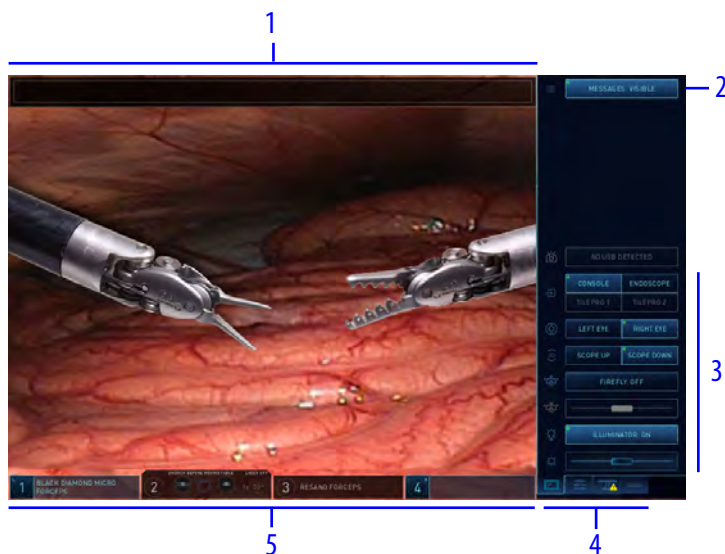 1
MESSAGES VISIBLE
2
NO USB DETECTED
CONSOLE ENDOSCOPE
TILEPRO 1 TILEPRO 2
LEFT EYE RIGHT EYE
SCOPE UP SCOPE DOWN
3
FIREFLY OFF
ILLUMINATOR: ON
1 BLACK DIAMOND MICRO
FORCEPS
2
3 RESANO FORCEPS
4
5
4